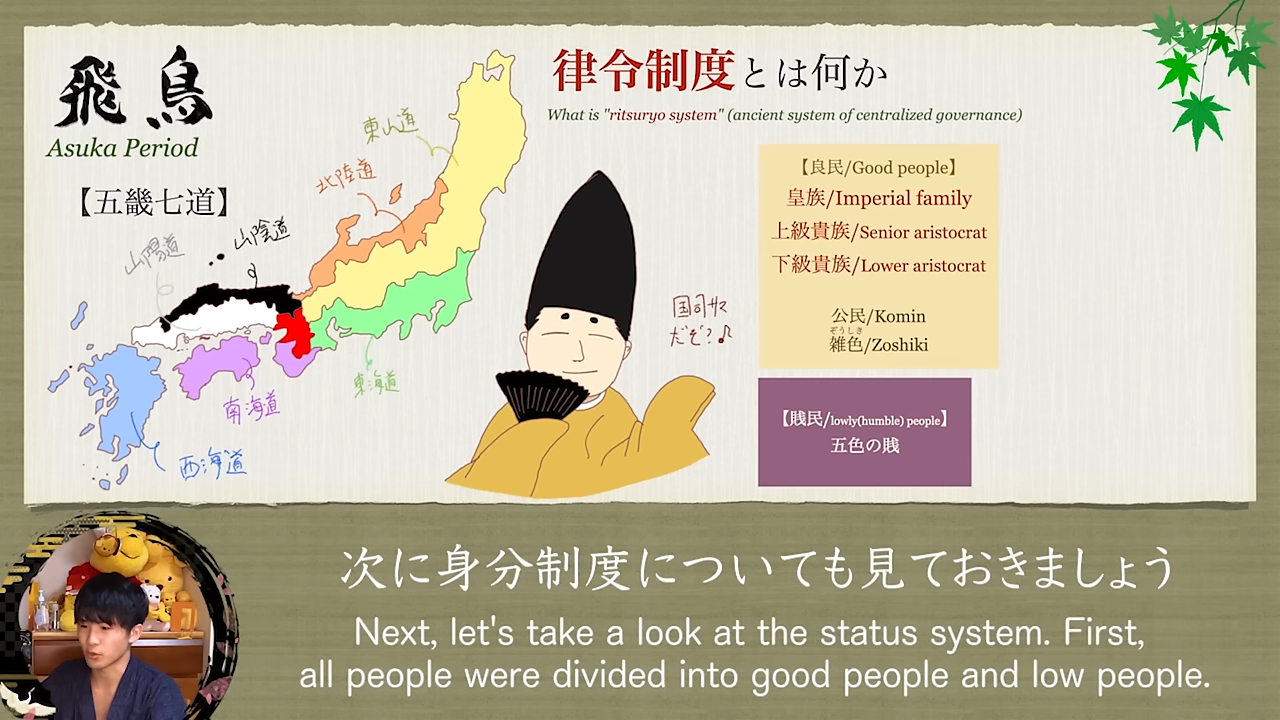 飛鳥
Asuka Period
【五畿七道】
東山道
北陸道
山陰道
山陽道
東海道
南海道
西海道
律令制度とは何か
What is "ritsuryo system" (ancient system of centralized governance)
国司サマ
だぞ?♪
【良民/Good people】
皇族/Imperial family
上級貴族/Senior aristocrat
下級貴族/Lower aristocrat
公民/Komin
ぞうしき
雑色/Zoshiki
【賎民/lowly(humble) people】
五色の賎
次に身分制度についても見ておきましょう
Next, let's take a look at the status system. First,
all people were divided into good people and low people.